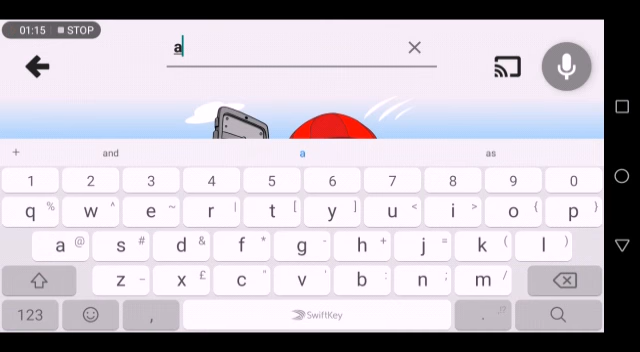 01:15 STOP
a
and a as
1 2 3 4 5 6 7 8 9 0
q % w ^ e ~ r | t [ y ] u < i > o { p }
a @ s # d & f * g - h + j = k ( l )
z _ x £ c " v ' b : n ; m /
123 , SwiftKey . !?